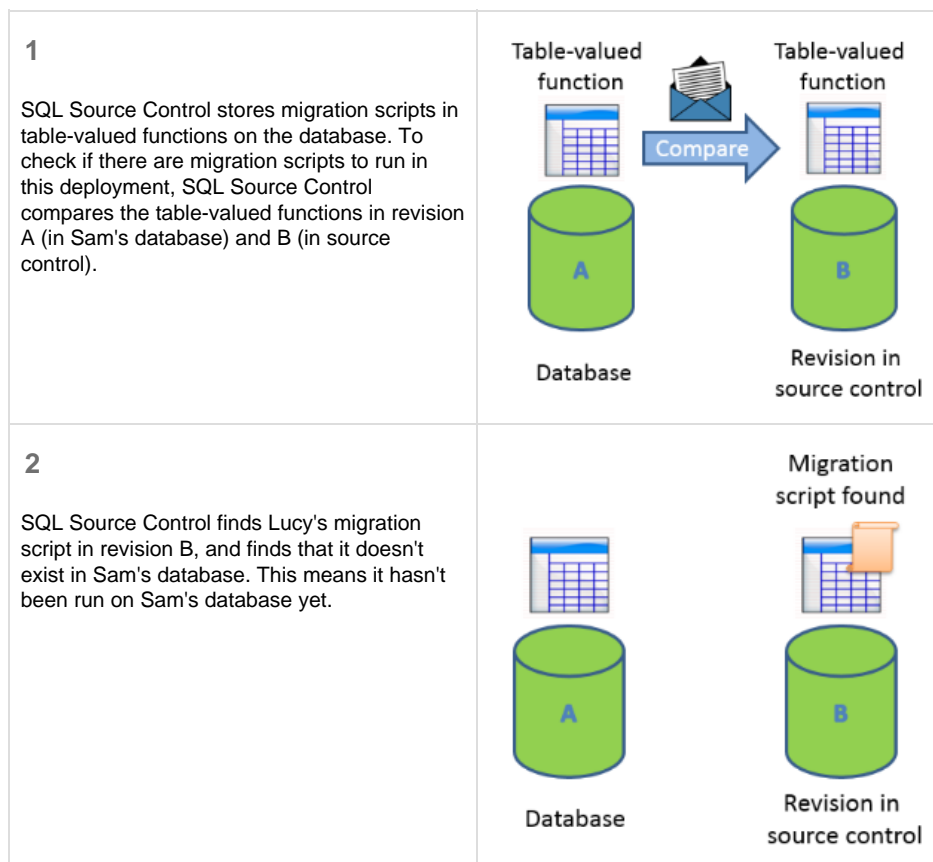 1
SQL Source Control stores migration scripts in
table-valued functions on the database. To
check if there are migration scripts to run in
this deployment, SQL Source Control
compares the table-valued functions in revision
A (in Sam's database) and B (in source
control).
Table-valued
function
Compare
Table-valued
function
A
B
Database
Revision in
source control
2
SQL Source Control finds Lucy's migration
script in revision B, and finds that it doesn't
exist in Sam's database. This means it hasn't
been run on Sam's database yet.
Migration
script found
A
B
Database
Revision in
source control